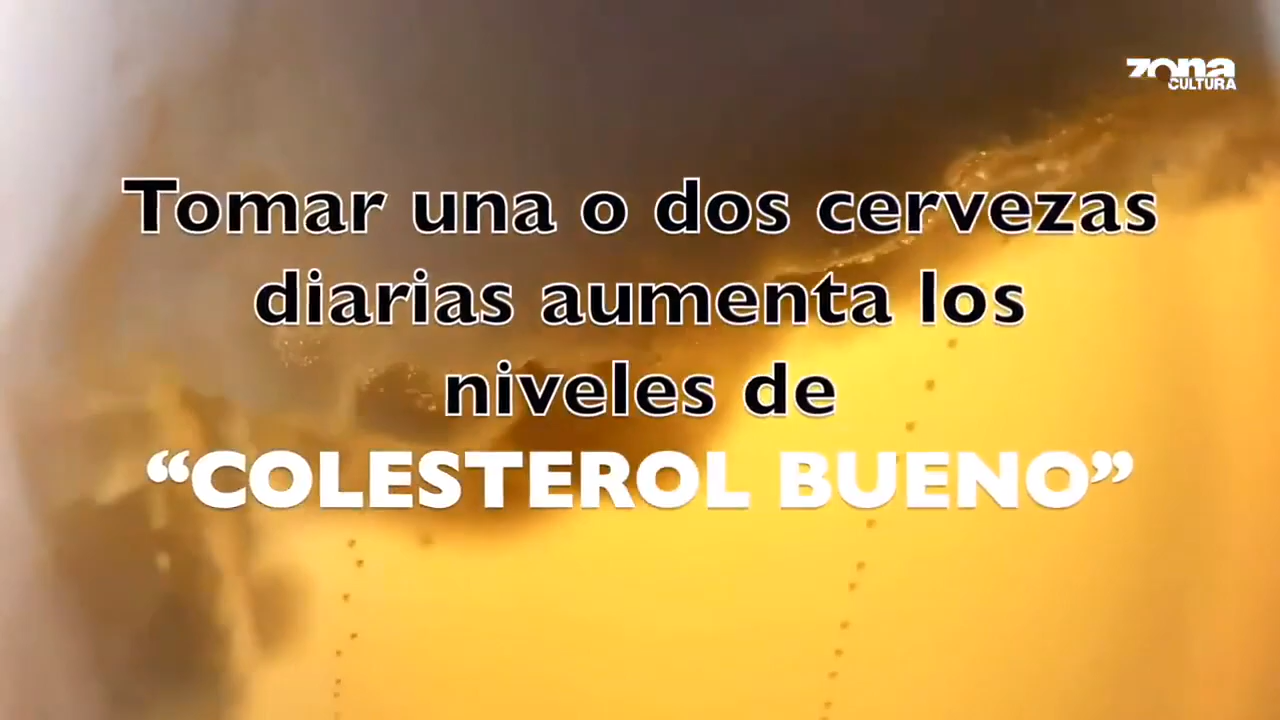 zona
CULTURA
Tomar una o dos cervezas
diarias aumenta los
niveles de
“COLESTEROL BUENO”